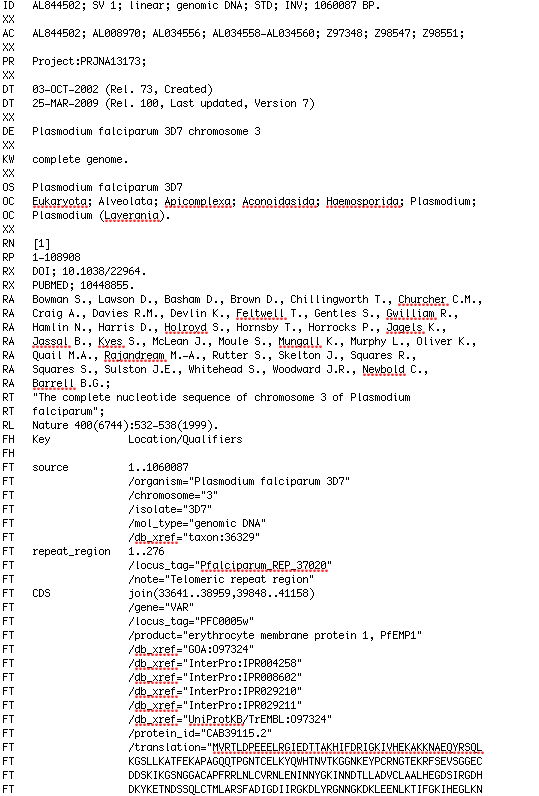 ID   AL844502; SV 1; linear; genomic DNA; STD; INV; 1060087 BP.
XX
AC   AL844502; AL008970; AL034556; AL034558-AL034560; Z97348; Z98547; Z98551;
XX
PR   Project:PRJNA13173;
XX
DT   03-OCT-2002 (Rel. 73, Created)
DT   25-MAR-2009 (Rel. 100, Last updated, Version 7)
XX
DE   Plasmodium falciparum 3D7 chromosome 3
XX
KW   complete genome.
XX
OS   Plasmodium falciparum 3D7
OC   Eukaryota; Alveolata; Apicomplexa; Aconoidasida; Haemosporida; Plasmodium;
OC   Plasmodium (Laverania).
XX
RN   [1]
RP   1-108908
RX   DOI; 10.1038/22964.
RX   PUBMED; 10448855.
RA   Bowman S., Lawson D., Basham D., Brown D., Chillingworth T., Churcher C.M.,
RA   Craig A., Davies R.M., Devlin K., Feltwell T., Gentles S., Gwilliam R.,
RA   Hamlin N., Harris D., Holroyd S., Hornsby T., Horrocks P., Jagels K.,
RA   Jassal B., Kyes S., McLean J., Moule S., Mungall K., Murphy L., Oliver K.,
RA   Quail M.A., Rajandream M.-A., Rutter S., Skelton J., Squares R.,
RA   Squares S., Sulston J.E., Whitehead S., Woodward J.R., Newbold C.,
RA   Barrell B.G.;
RT   "The complete nucleotide sequence of chromosome 3 of Plasmodium
RT   falciparum";
RL   Nature 400(6744):532-538(1999).
FH   Key             Location/Qualifiers
FH
FT   source          1..1060087
FT                   /organism="Plasmodium falciparum 3D7"
FT                   /chromosome="3"
FT                   /isolate="3D7"
FT                   /mol_type="genomic DNA"
FT                   /db_xref="taxon:36329"
FT   repeat_region   1..276
FT                   /locus_tag="Pfalciparum_REP_37020"
FT                   /note="Telomeric repeat region"
FT   CDS             join(33641..38959,39848..41158)
FT                   /gene="VAR"
FT                   /locus_tag="PFC0005w"
FT                   /product="erythrocyte membrane protein 1, PfEMP1"
FT                   /db_xref="GOA:O97324"
FT                   /db_xref="InterPro:IPR004258"
FT                   /db_xref="InterPro:IPR008602"
FT                   /db_xref="InterPro:IPR029210"
FT                   /db_xref="InterPro:IPR029211"
FT                   /db_xref="UniProtKB/TrEMBL:O97324"
FT                   /protein_id="CAB39115.2"
FT                   /translation="MVRTLDPEEELRGIEDTTAKHIFDRIGKIVHEKAKKNAEQYRSQL
FT                   KGSLLKATFEKAPAGQQTPGNTCELKYQWHTNVTKGGNKEYPCRNGTEKRFSEVSGGEC
FT                   DDSKIKGSNGGACAPFRRLNLCVRNLENINNYGKINNDTLLADVCLAALHEGDSIRGDH
FT                   DKYKETNDSSQLCTMLARSFADIGDIIRGKDLYRGNNGKDKLEENLKTIFGKIHEGLKN